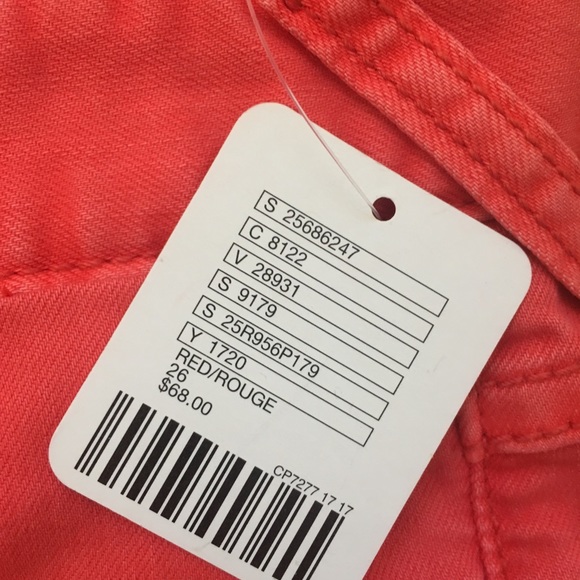 S 25686247
C 8122
V 28931
S 9179
S 25R956P179
Y 1720
RED/ROUGE
26
$68.00
CP7277 17 17